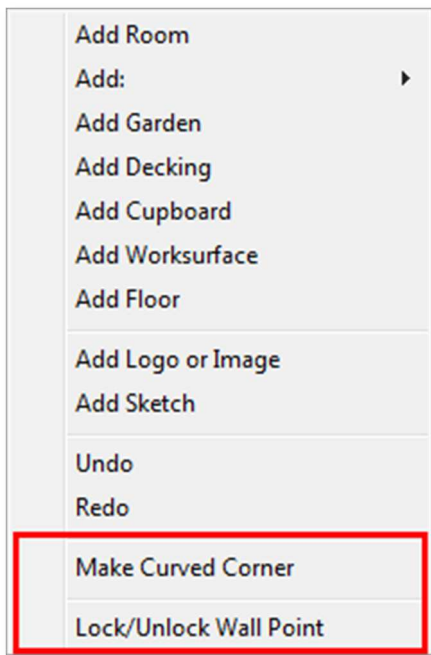 Add Room
Add:
Add Garden
Add Decking
Add Cupboard
Add Worksurface
Add Floor
Add Logo or Image
Add Sketch
Undo
Redo
Make Curved Corner
Lock/Unlock Wall Point